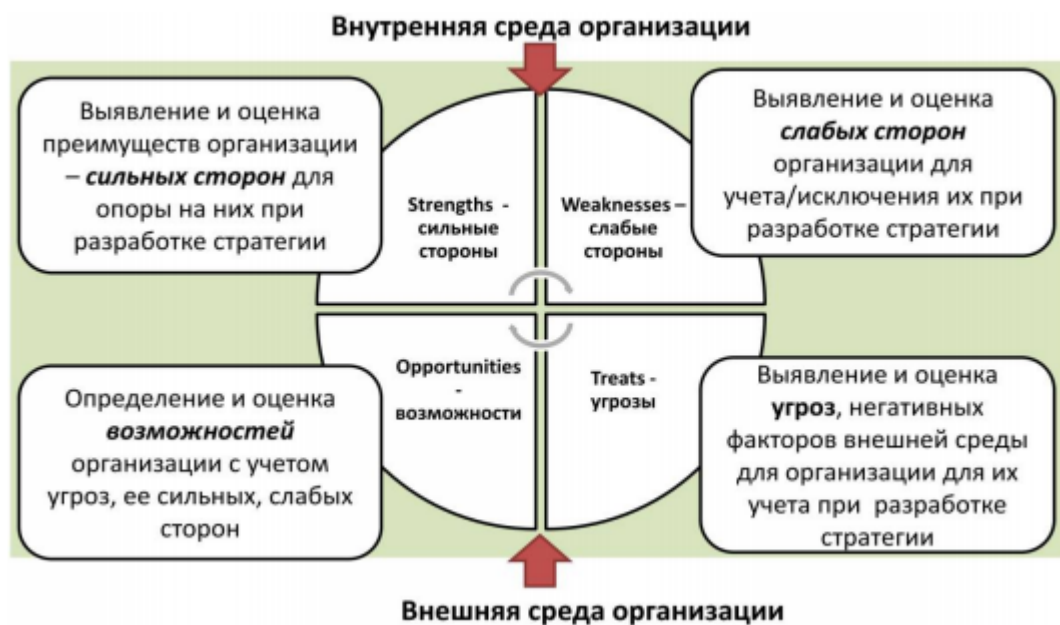 Внутренняя среда организации
Выявление и оценка
преимуществ организации
– сильных сторон для
опоры на них при
разработке стратегии
Strengths -
сильные
стороны
Weaknesses –
слабые
стороны
Выявление и оценка
слабых сторон
организации для
учета/исключения их при
разработке стратегии
Определение и оценка
возможностей
организации с учетом
угроз, ее сильных, слабых
сторон
Opportunities
-
возможности
Treats -
угрозы
Выявление и оценка
угроз, негативных
факторов внешней среды
для организации для их
учета при разработке
стратегии
Внешняя среда организации